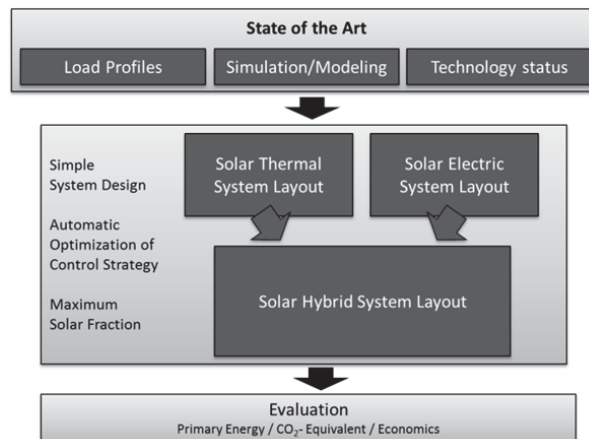 State of the Art
Load Profiles
Simulation/Modeling
Technology status
Simple
System Design
Automatic
Optimization of
Control Strategy
Maximum
Solar Fraction
Solar Thermal
System Layout
Solar Electric
System Layout
Solar Hybrid System Layout
Evaluation
Primary Energy / CO₂- Equivalent / Economics